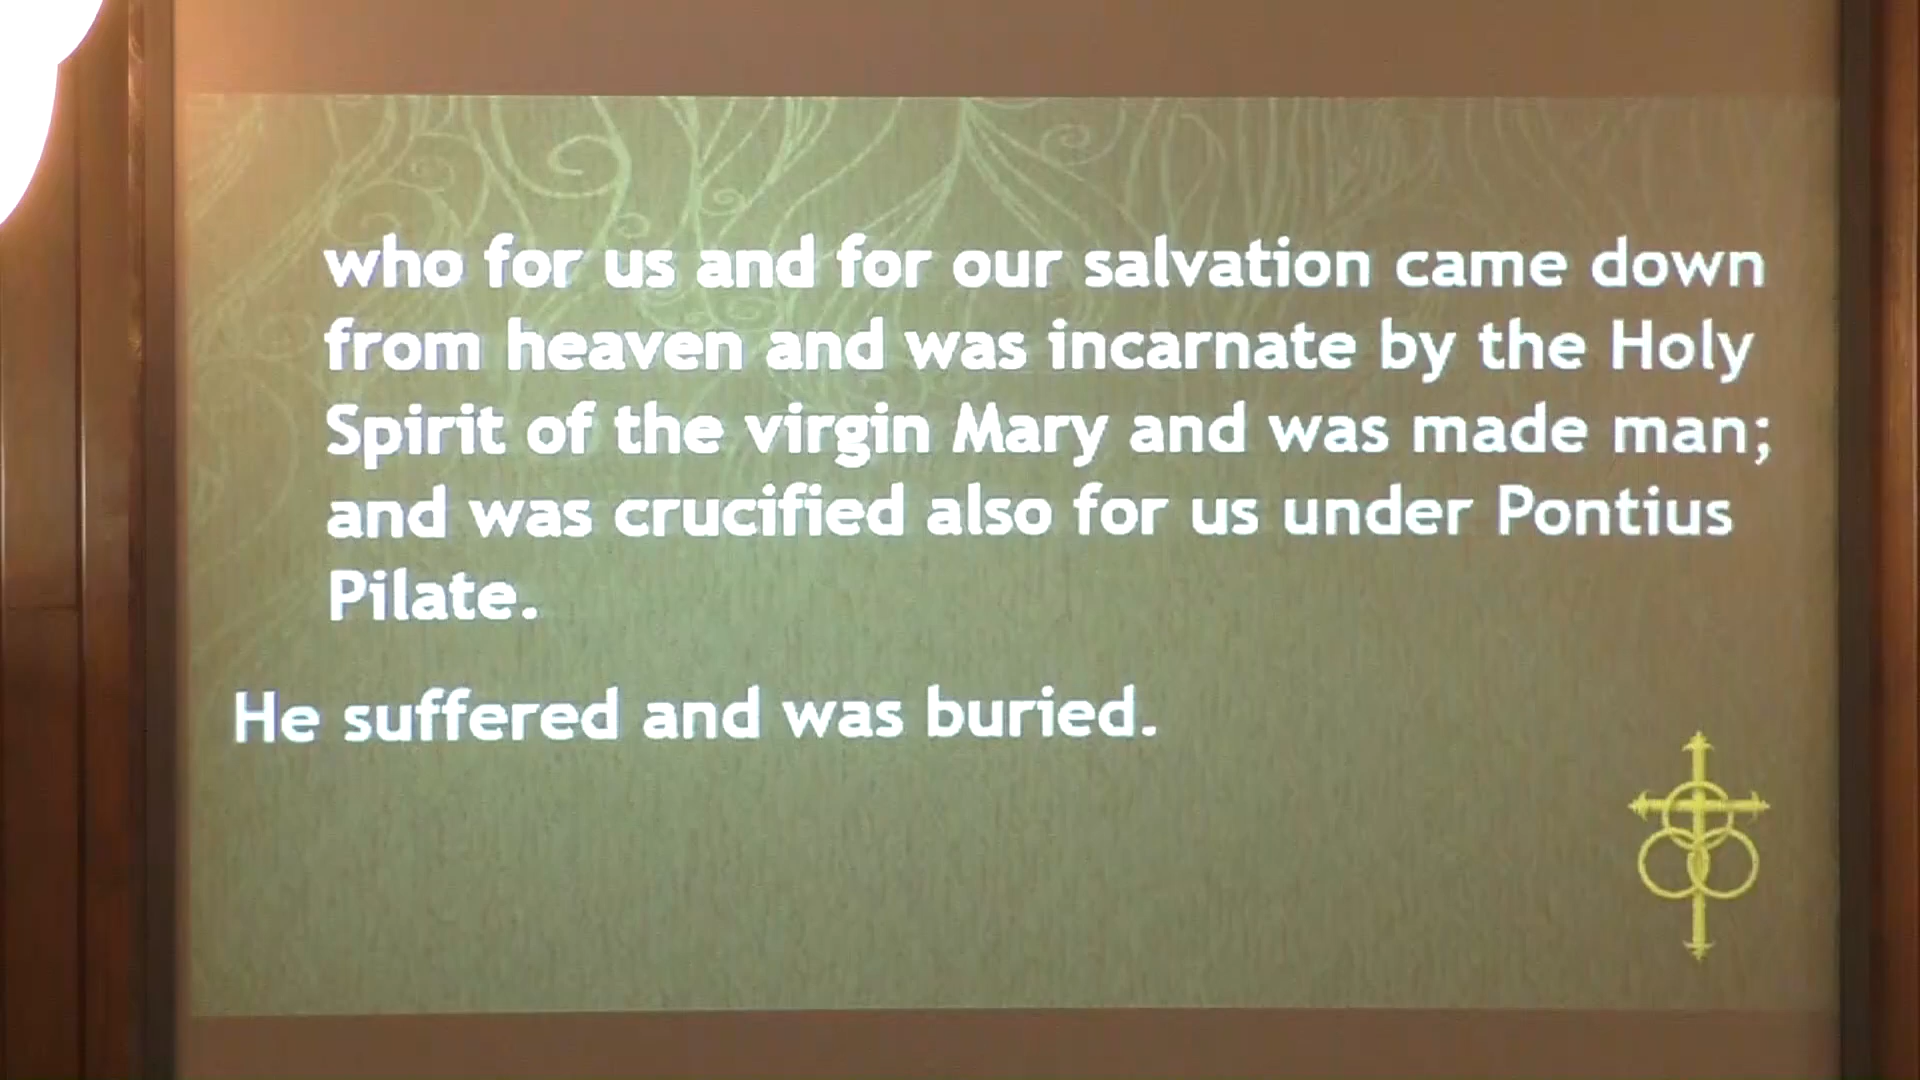 who for us and for our salvation came down
from heaven and was incarnate by the Holy
Spirit of the virgin Mary and was made man;
and was crucified also for us under Pontius
Pilate.
He suffered and was buried.